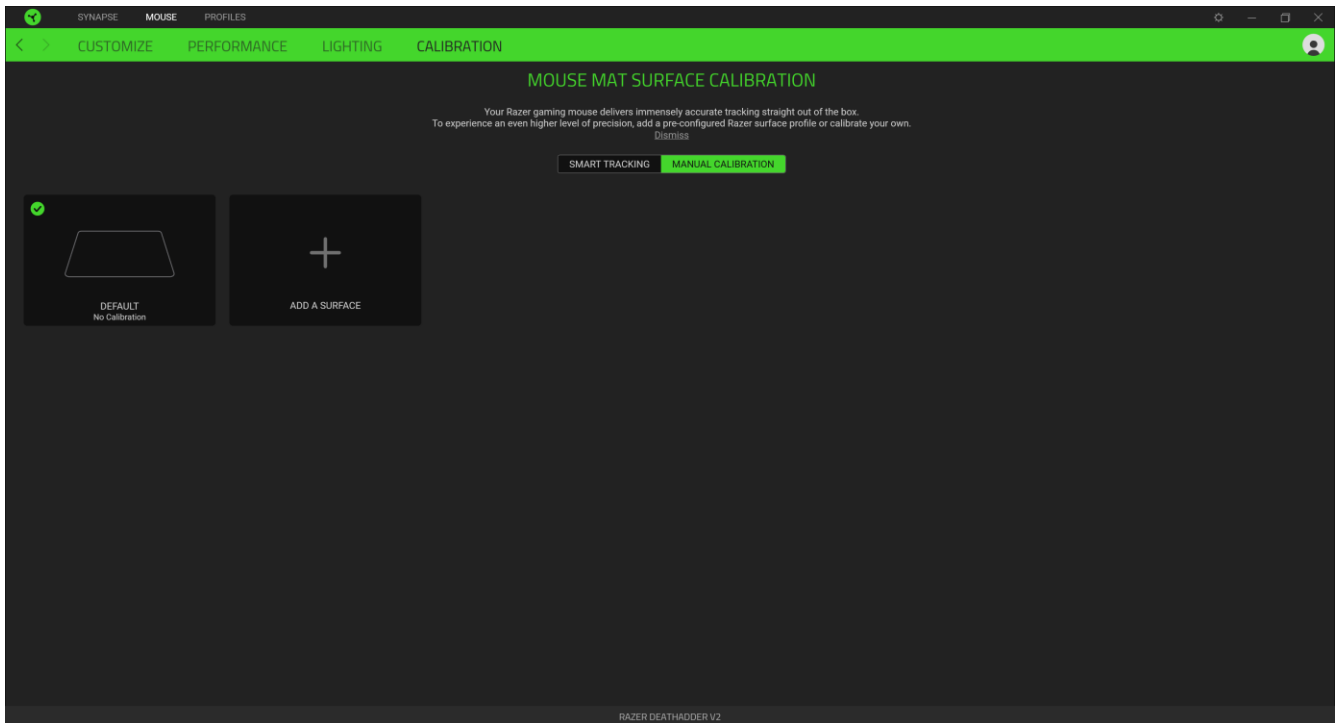 SYNAPSE MOUSE PROFILES
CUSTOMIZE PERFORMANCE LIGHTING CALIBRATION
MOUSE MAT SURFACE CALIBRATION
Your Razer gaming mouse delivers immensely accurate tracking straight out of the box.
To experience an even higher level of precision, add a pre-configured Razer surface profile or calibrate your own.
Dismiss
SMART TRACKING MANUAL CALIBRATION
DEFAULT
No Calibration
ADD A SURFACE
RAZER DEATHADDER V2